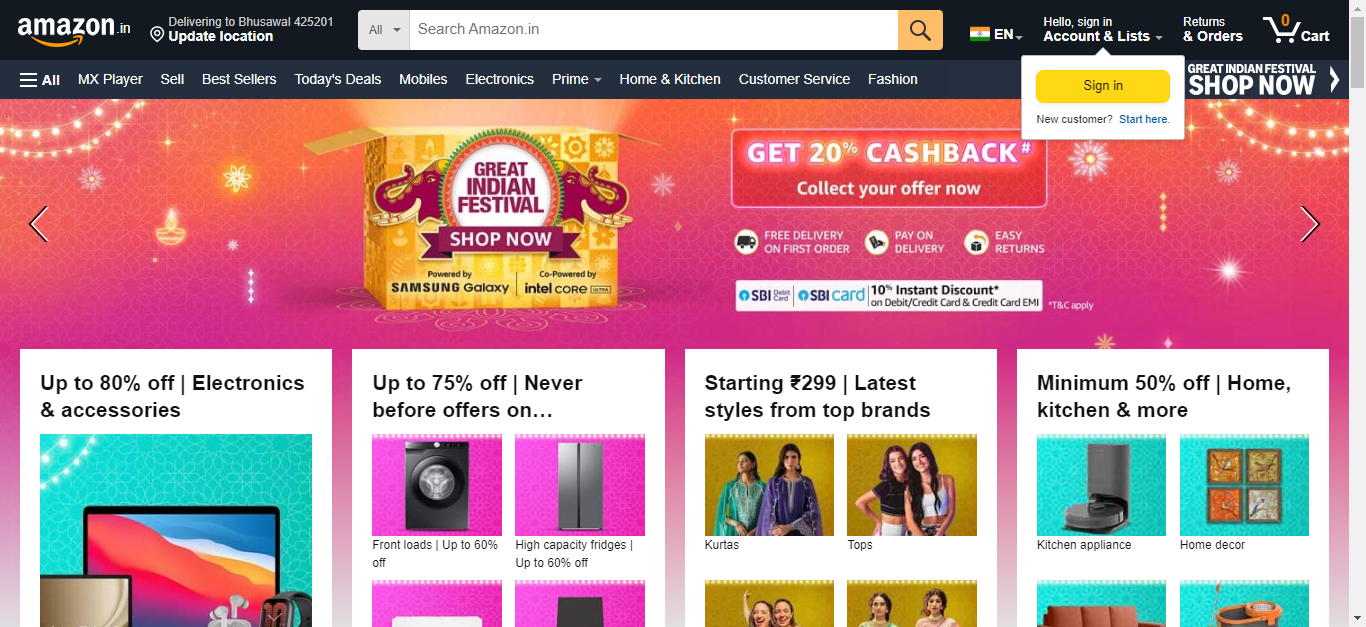 amazon.in
Delivering to Bhusawal 425201
Update location
All
Search Amazon.in
EN
Hello, sign in
Account & Lists
Returns
& Orders
0
Cart
All
MX Player
Sell
Best Sellers
Today's Deals
Mobiles
Electronics
Prime
Home & Kitchen
Customer Service
Fashion
GREAT INDIAN FESTIVAL
SHOP NOW
Sign in
New customer? Start here.
GREAT
INDIAN
FESTIVAL
SHOP NOW
Powered by
SAMSUNG Galaxy
Co-Powered by
intel CORE ULTRA
GET 20% CASHBACK#
Collect your offer now
FREE DELIVERY
ON FIRST ORDER
PAY ON
DELIVERY
EASY
RETURNS
SBI Debit Card
SBI card
10% Instant Discount*
on Debit/Credit Card & Credit Card EMI
*T&C apply
Up to 80% off | Electronics
& accessories
Up to 75% off | Never
before offers on…
Front loads | Up to 60%
off
High capacity fridges |
Up to 60% off
Starting ₹299 | Latest
styles from top brands
Kurtas
Tops
Minimum 50% off | Home,
kitchen & more
Kitchen appliance
Home decor